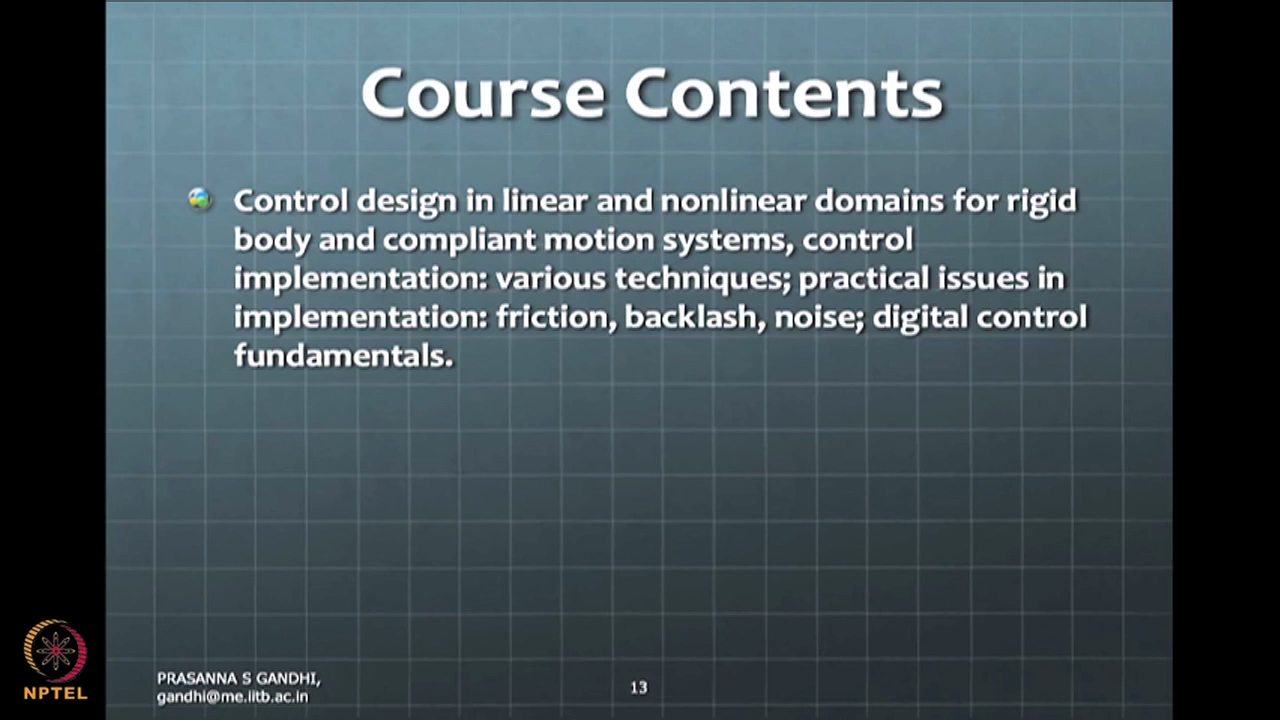 Course Contents
Control design in linear and nonlinear domains for rigid
body and compliant motion systems, control
implementation: various techniques; practical issues in
implementation: friction, backlash, noise; digital control
fundamentals.
PRASANNA S GANDHI,
gandhi@me.iitb.ac.in
13
NPTEL